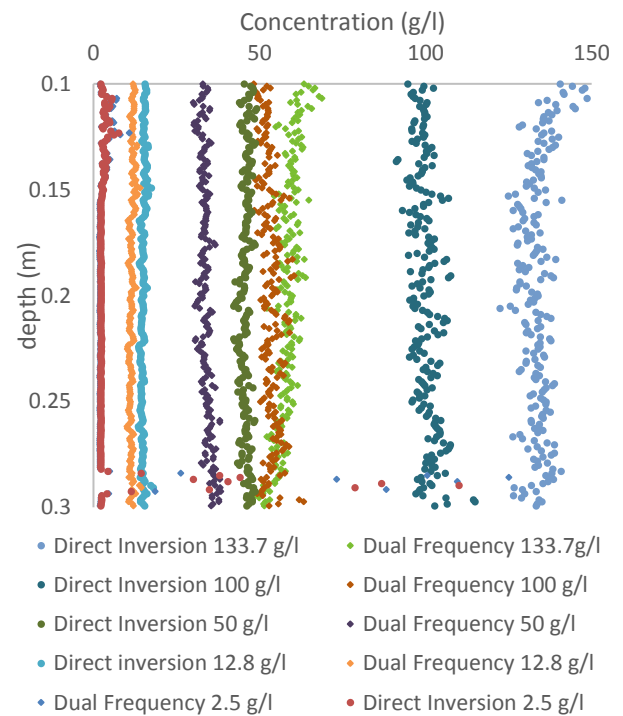 Concentration (g/l)
0 50 100 150
0.1
0.15
0.2
0.25
0.3
depth (m)
Direct Inversion 133.7 g/l Dual Frequency 133.7g/l
Direct Inversion 100 g/l Dual Frequency 100 g/l
Direct Inversion 50 g/l Dual Frequency 50 g/l
Direct inversion 12.8 g/l Dual Frequency 12.8 g/l
Dual Frequency 2.5 g/l Direct Inversion 2.5 g/l